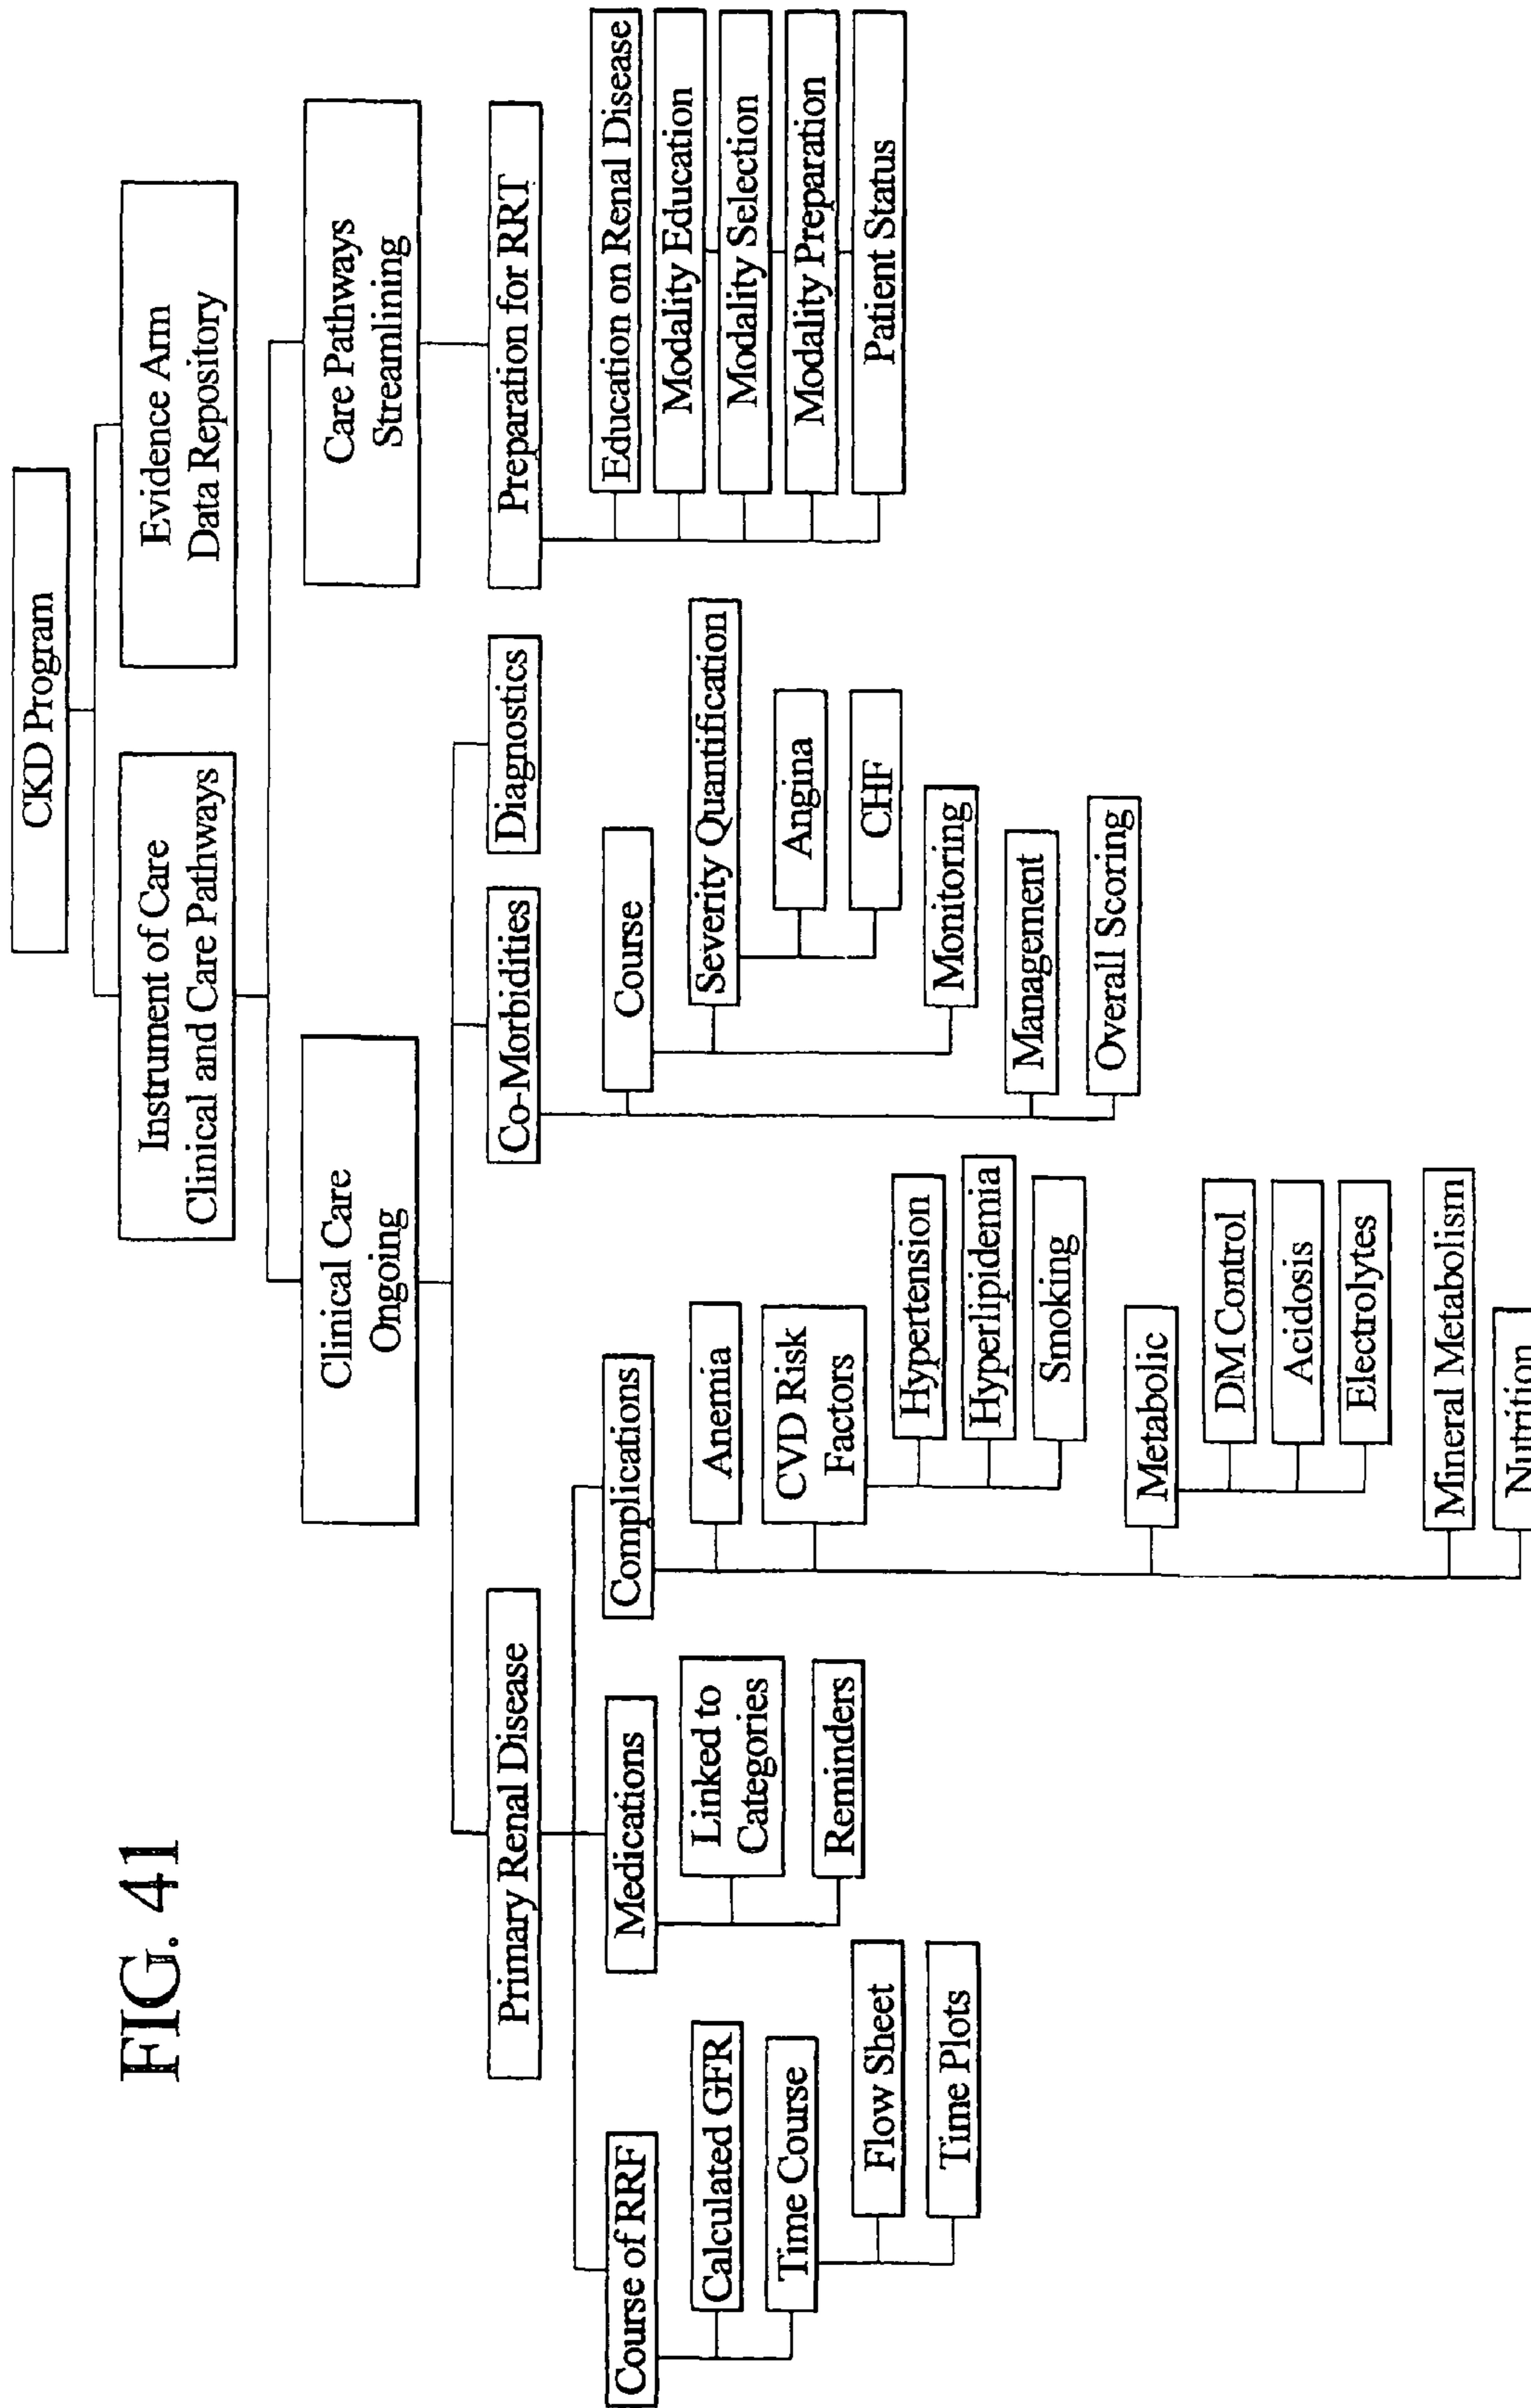 FIG. 41
CKD Program
Instrument of Care
Clinical and Care Pathways
Evidence Arm
Data Repository
Clinical Care
Ongoing
Care Pathways
Streamlining
Primary Renal Disease
Co-Morbidities
Diagnostics
Preparation for RRT
Course of RRF
Calculated GFR
Time Course
Flow Sheet
Time Plots
Medications
Linked to
Categories
Reminders
Complications
Anemia
CVD Risk
Factors
Hypertension
Hyperlipidemia
Smoking
Metabolic
DM Control
Acidosis
Electrolytes
Mineral Metabolism
Nutrition
Course
Severity Quantification
Angina
CHF
Monitoring
Management
Overall Scoring
Education on Renal Disease
Modality Education
Modality Selection
Modality Preparation
Patient Status